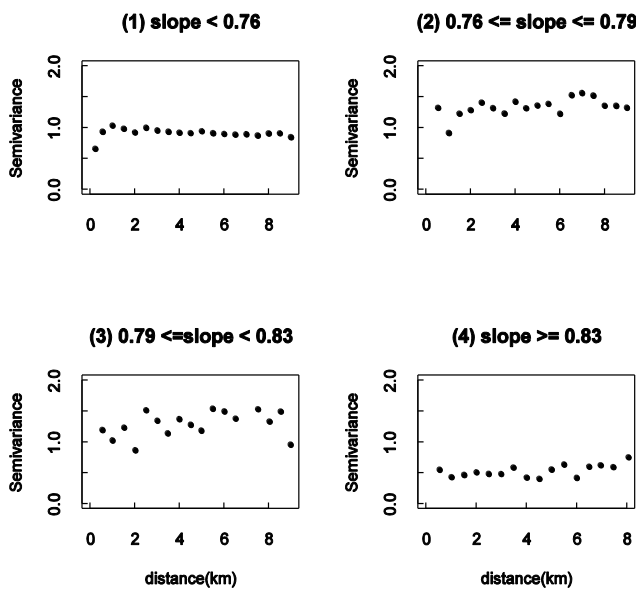 (1) slope < 0.76
Semivariance
0.0 1.0 2.0
0 2 4 6 8
(2) 0.76 <= slope <= 0.79
Semivariance
0.0 1.0 2.0
0 2 4 6 8
(3) 0.79 <=slope < 0.83
Semivariance
0.0 1.0 2.0
0 2 4 6 8
distance(km)
(4) slope >= 0.83
Semivariance
0.0 1.0 2.0
0 2 4 6 8
distance(km)